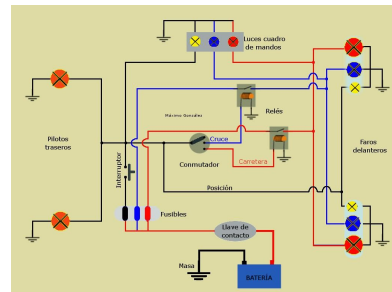 Luces cuadro
de mandos
Pilotos
traseros
Máximo González
Cruce
Relés
Interruptor
Conmutador
Carretera
Faros
delanteros
Posición
Fusibles
Llave de
contacto
Masa
BATERÍA